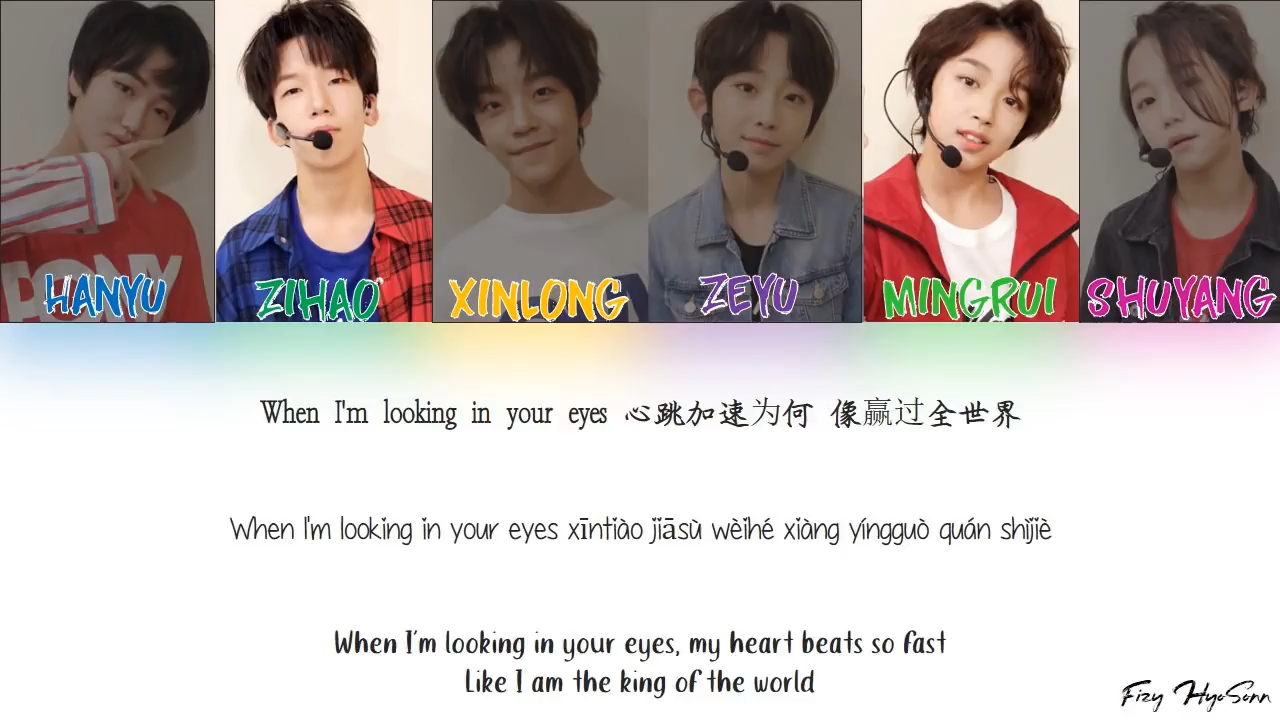 PONY
HANYU
ZIHAO
XINLONG
ZEYU
MINGRUI
SHUYANG
When I'm looking in your eyes 心跳加速为何 像赢过全世界
When I'm looking in your eyes xīntiào jiāsù wèihé xiàng yíngguò quán shìjiè
When I'm looking in your eyes, my heart beats so fast
Like I am the king of the world
Fizy HyoSonn